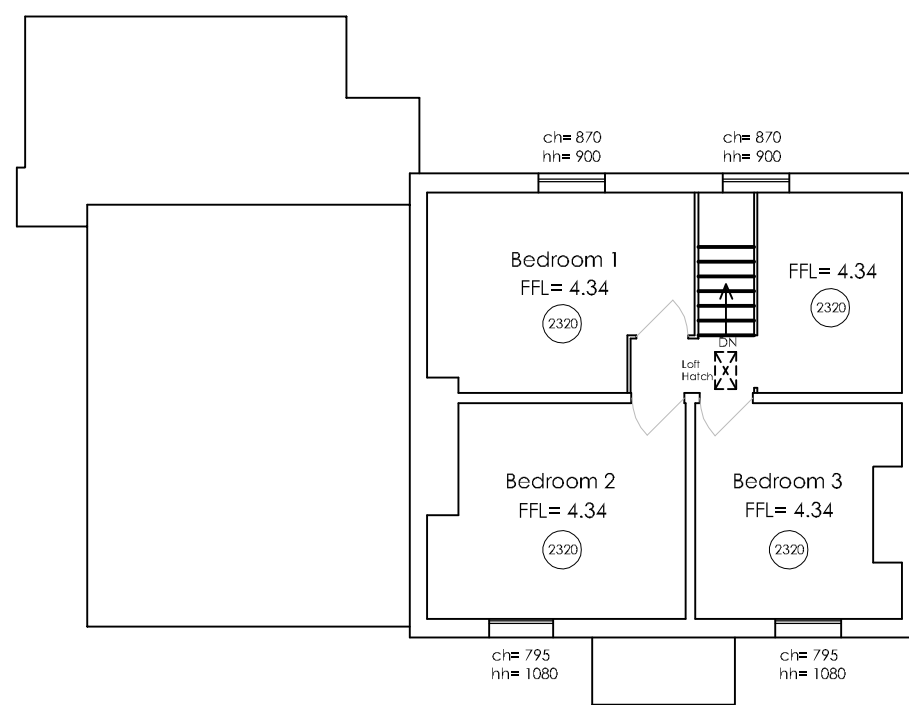 ch= 870
hh= 900
ch= 870
hh= 900
Bedroom 1
FFL= 4.34
2320
FFL= 4.34
2320
DN
Loft
Hatch
Bedroom 2
FFL= 4.34
2320
Bedroom 3
FFL= 4.34
2320
ch= 795
hh= 1080
ch= 795
hh= 1080